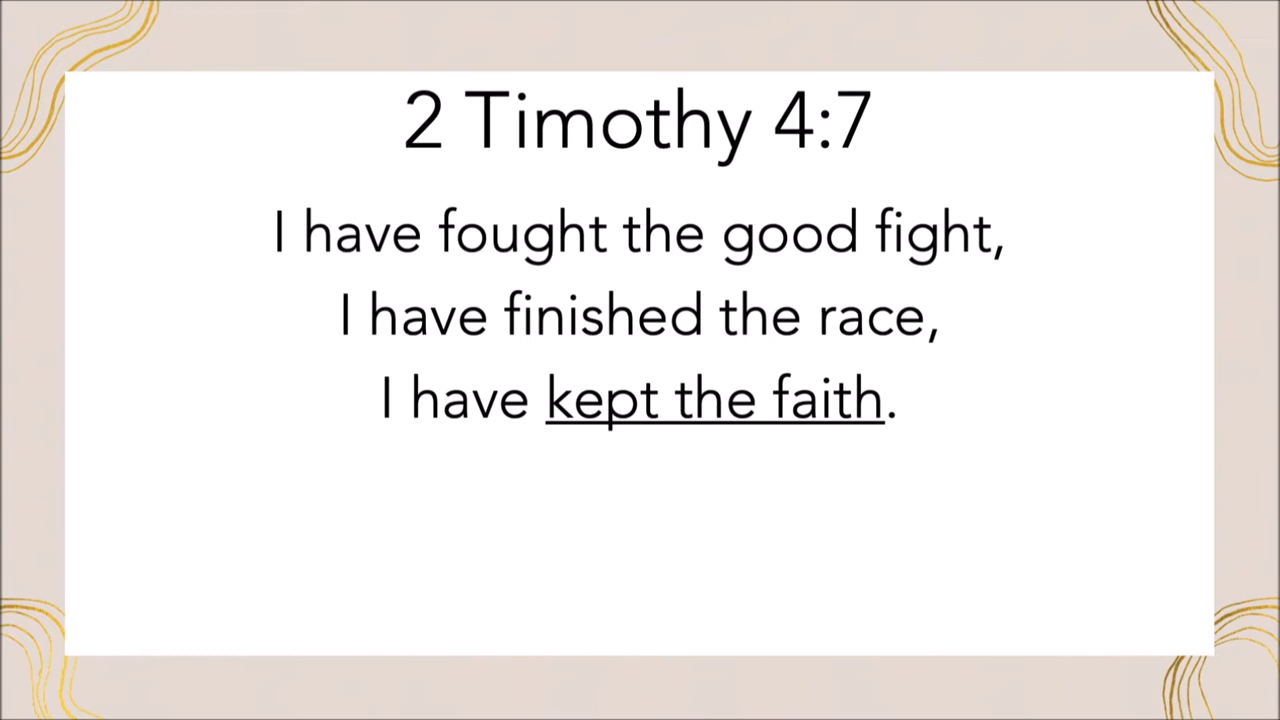 2 Timothy 4:7
I have fought the good fight,
I have finished the race,
I have kept the faith.